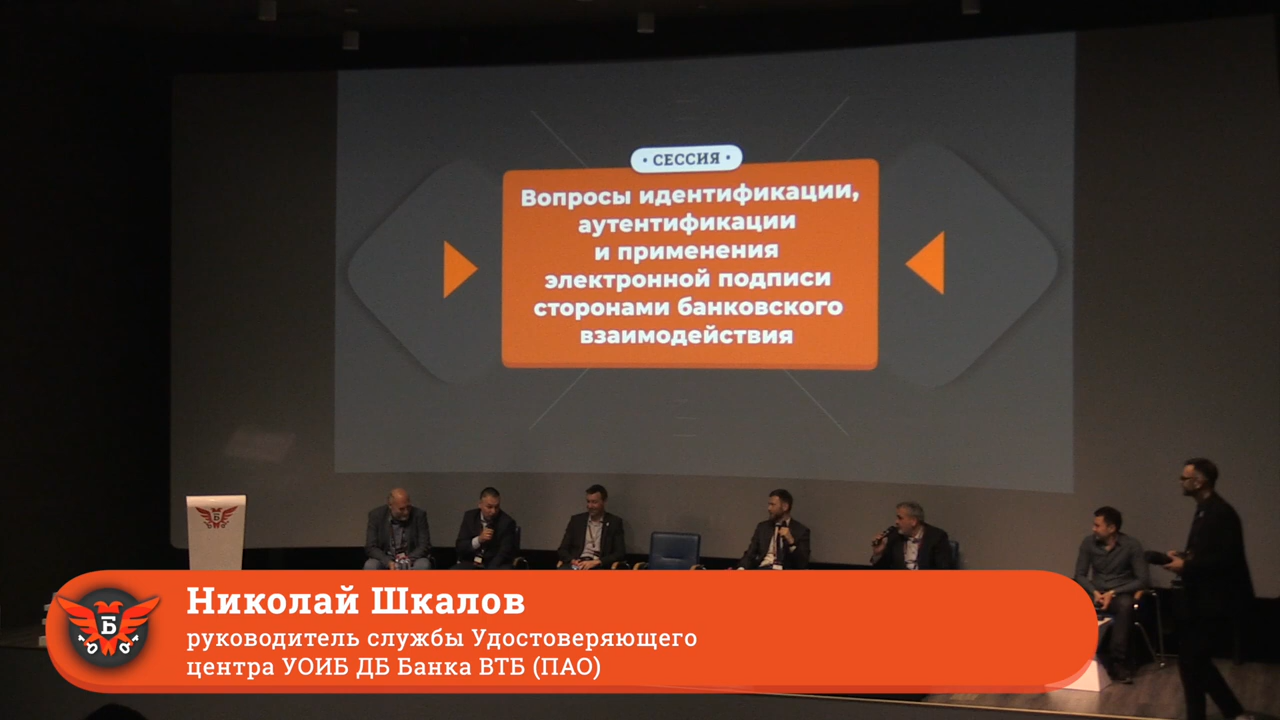 • СЕССИЯ •
Вопросы идентификации,
аутентификации
и применения
электронной подписи
сторонами банковского
взаимодействия
Б
Б
Николай Шкалов
руководитель службы Удостоверяющего
центра УОИБ ДБ Банка ВТБ (ПАО)